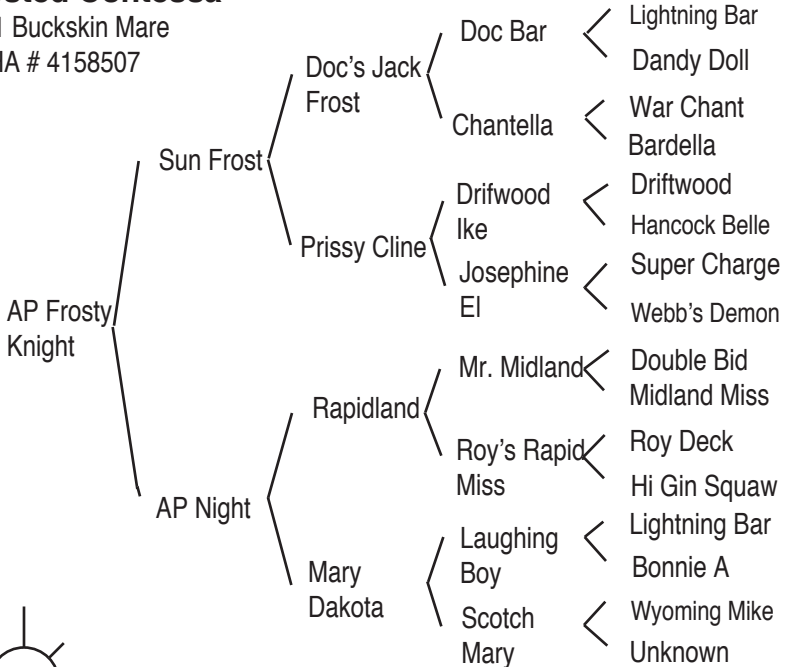 1 Buckskin Mare
# 4158507
Doc Bar
Lightning Bar
Dandy Doll
Doc's Jack
Frost
Chantella
War Chant
Bardella
Sun Frost
Drifwood
Ike
Driftwood
Hancock Belle
Prissy Cline
Josephine
El
Super Charge
Webb's Demon
AP Frosty
Knight
Mr. Midland
Double Bid
Midland Miss
Rapidland
Roy's Rapid
Miss
Roy Deck
Hi Gin Squaw
AP Night
Laughing
Boy
Lightning Bar
Bonnie A
Mary
Dakota
Scotch
Mary
Wyoming Mike
Unknown